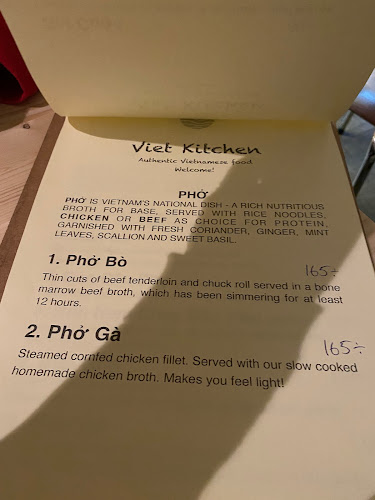 Viet Kitchen
Authentic Vietnamese food
Welcome!
PHỞ
PHỞ IS VIETNAM'S NATIONAL DISH - A RICH NUTRITIOUS
BROTH FOR BASE, SERVED WITH RICE NOODLES,
CHICKEN OR BEEF AS CHOICE FOR PROTEIN.
GARNISHED WITH FRESH CORIANDER, GINGER, MINT
LEAVES, SCALLION AND SWEET BASIL.
1. Phở Bò
165÷
Thin cuts of beef tenderloin and chuck roll served in a bone
marrow beef broth, which has been simmering for at least
12 hours.
2. Phở Gà
165÷
Steamed cornfed chicken fillet. Served with our slow cooked
homemade chicken broth. Makes you feel light!